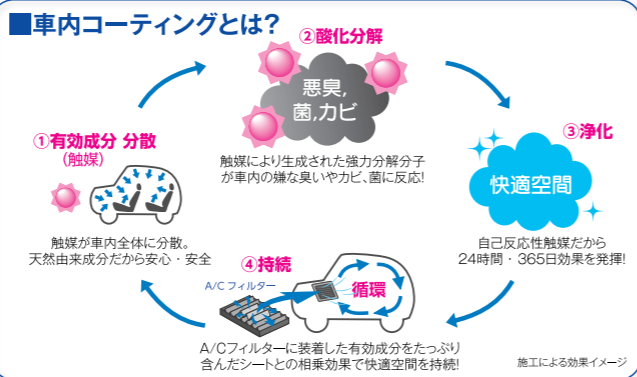 ■車内コーティングとは?
②酸化分解
悪臭,
菌,カビ
触媒により生成された強力分解分子
が車内の嫌な臭いやカビ、菌に反応!
①有効成分 分散
(触媒)
触媒が車内全体に分散。
天然由来成分だから安心・安全
③浄化
快適空間
自己反応性触媒だから
24時間・365日効果を発揮!
④持続
A/Cフィルター
循環
A/Cフィルターに装着した有効成分をたっぷり
含んだシートとの相乗効果で快適空間を持続!
施工による効果イメージ